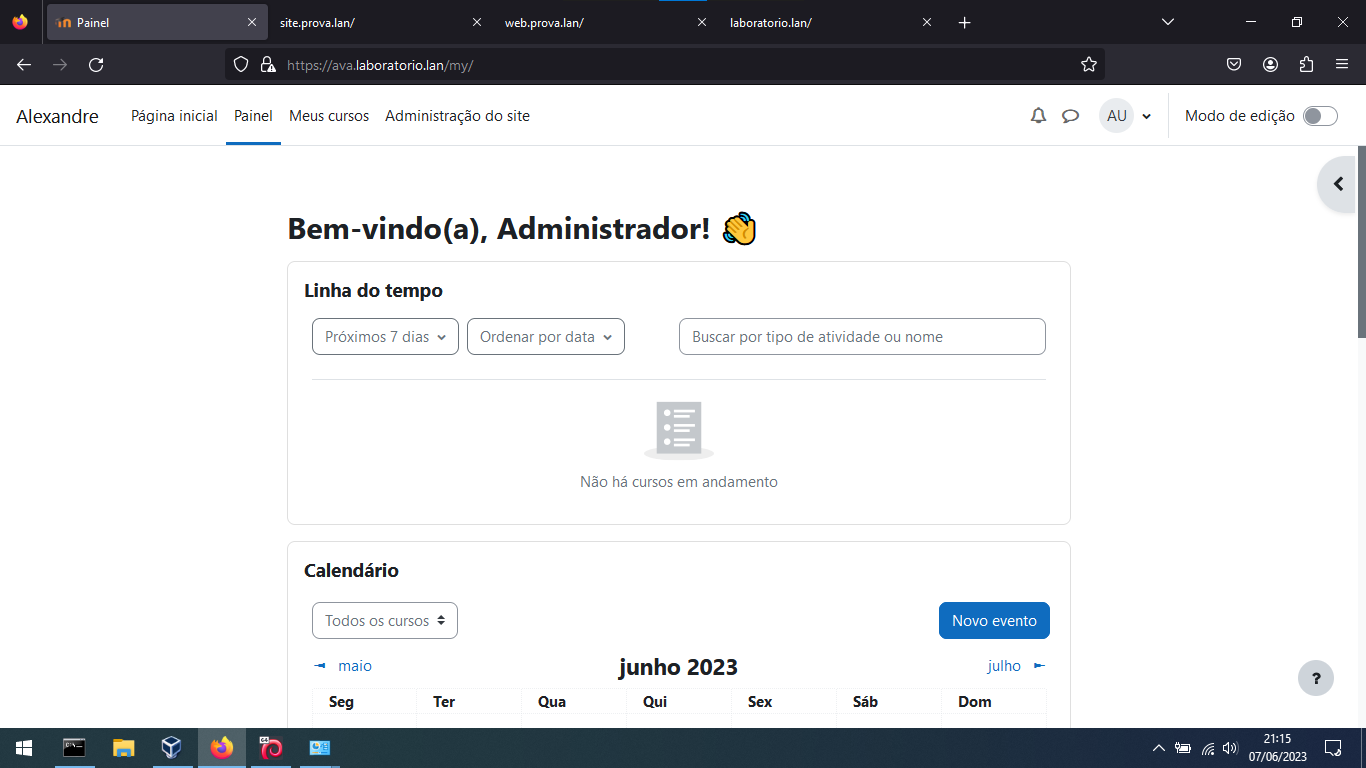 Painel
site.prova.lan/
web.prova.lan/
laboratorio.lan/
https://ava.laboratorio.lan/my/
Alexandre
Página inicial
Painel
Meus cursos
Administração do site
AU
Modo de edição
Bem-vindo(a), Administrador!
Linha do tempo
Próximos 7 dias
Ordenar por data
Buscar por tipo de atividade ou nome
Não há cursos em andamento
Calendário
Todos os cursos
Novo evento
maio
junho 2023
julho
Seg Ter Qua Qui Sex Sáb Dom
?
21:15
07/06/2023